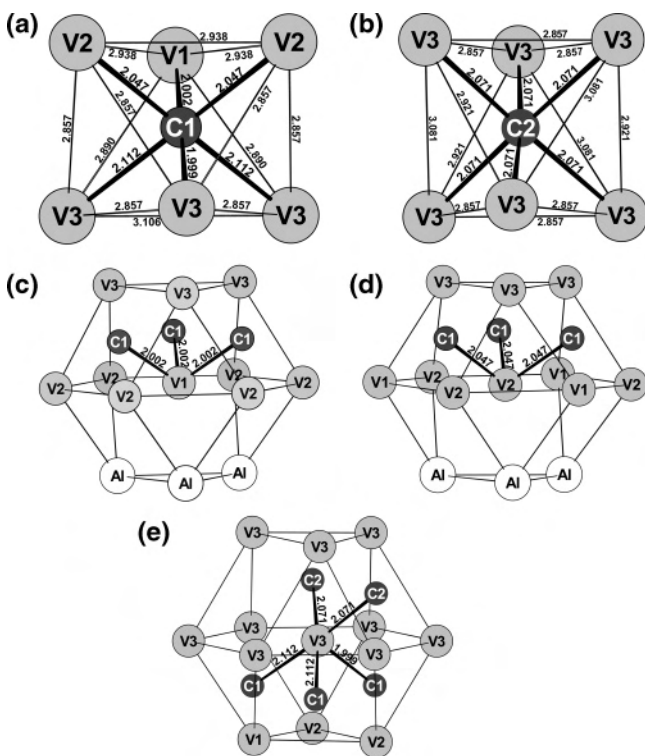 (a)
V2 2.938 V2
2.938 V1 2.938
2.047 2.002 2.047
2.857 2.857 2.857 2.857
C1
2.890 2.890
2.112 1.999 2.112
V3 2.857 V3 2.857 V3
3.106
(b)
V3 V3
2.857 V3 2.857
2.071 2.071 2.071
3.081 2.921 3.081 2.921
C2
2.921 3.081
2.071 2.071 2.071
V3 2.857 V3 2.857 V3
2.857
(c)
V3 V3 V3
C1 C1 C1
2.002 2.002 2.002
V2 V2 V1 V2 V2
V2 V2
Al Al Al
(d)
V3 V3 V3
C1 C1 C1
2.047 2.047 2.047
V1 V2 V2 V1 V2
V2 V1
Al Al Al
(e)
V3 V3 V3
C2 C2
2.071 2.071
V3 V3 V3 V3 V3
V3 V3
2.112 2.112 1.999
C1 C1 C1
V1 V2 V2